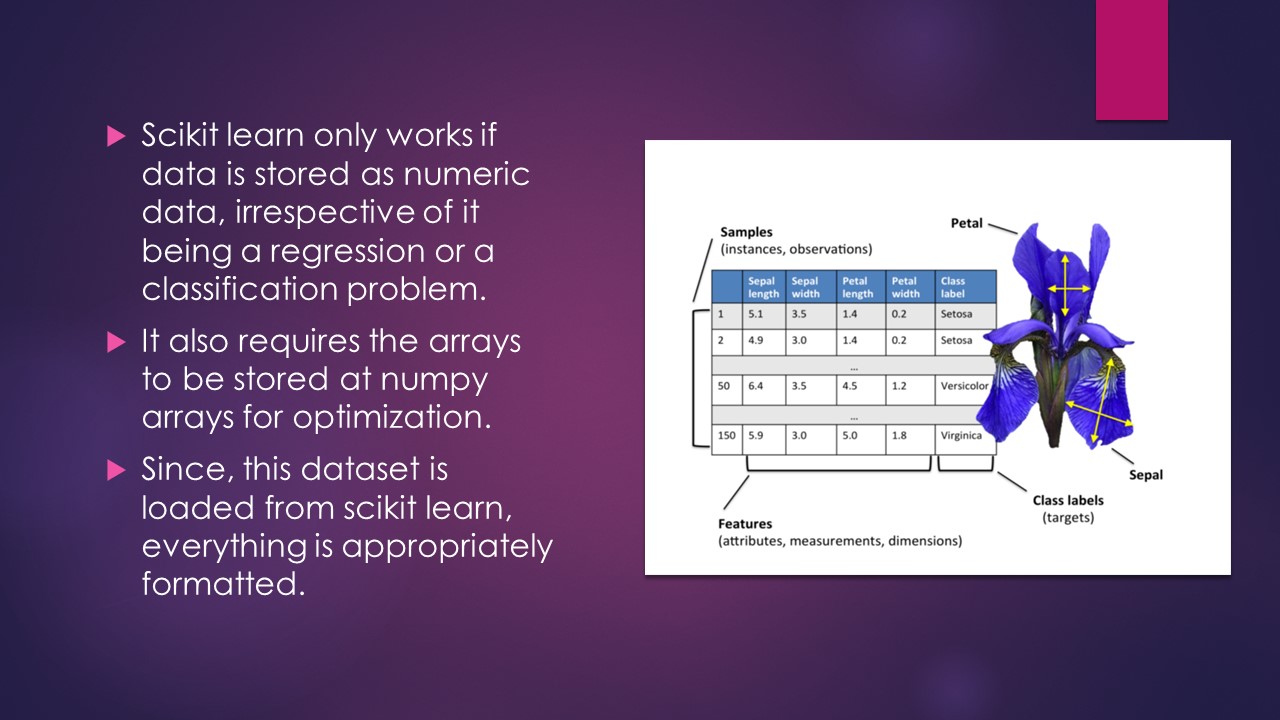 Scikit learn only works if
data is stored as numeric
data, irrespective of it
being a regression or a
classification problem.
It also requires the arrays
to be stored at numpy
arrays for optimization.
Since, this dataset is
loaded from scikit learn,
everything is appropriately
formatted.
Samples
(instances, observations)
Petal
Sepal length Sepal width Petal length Petal width Class label
1 5.1 3.5 1.4 0.2 Setosa
2 4.9 3.0 1.4 0.2 Setosa
...
50 6.4 3.5 4.5 1.2 Versicolor
...
150 5.9 3.0 5.0 1.8 Virginica
Sepal
Class labels
(targets)
Features
(attributes, measurements, dimensions)